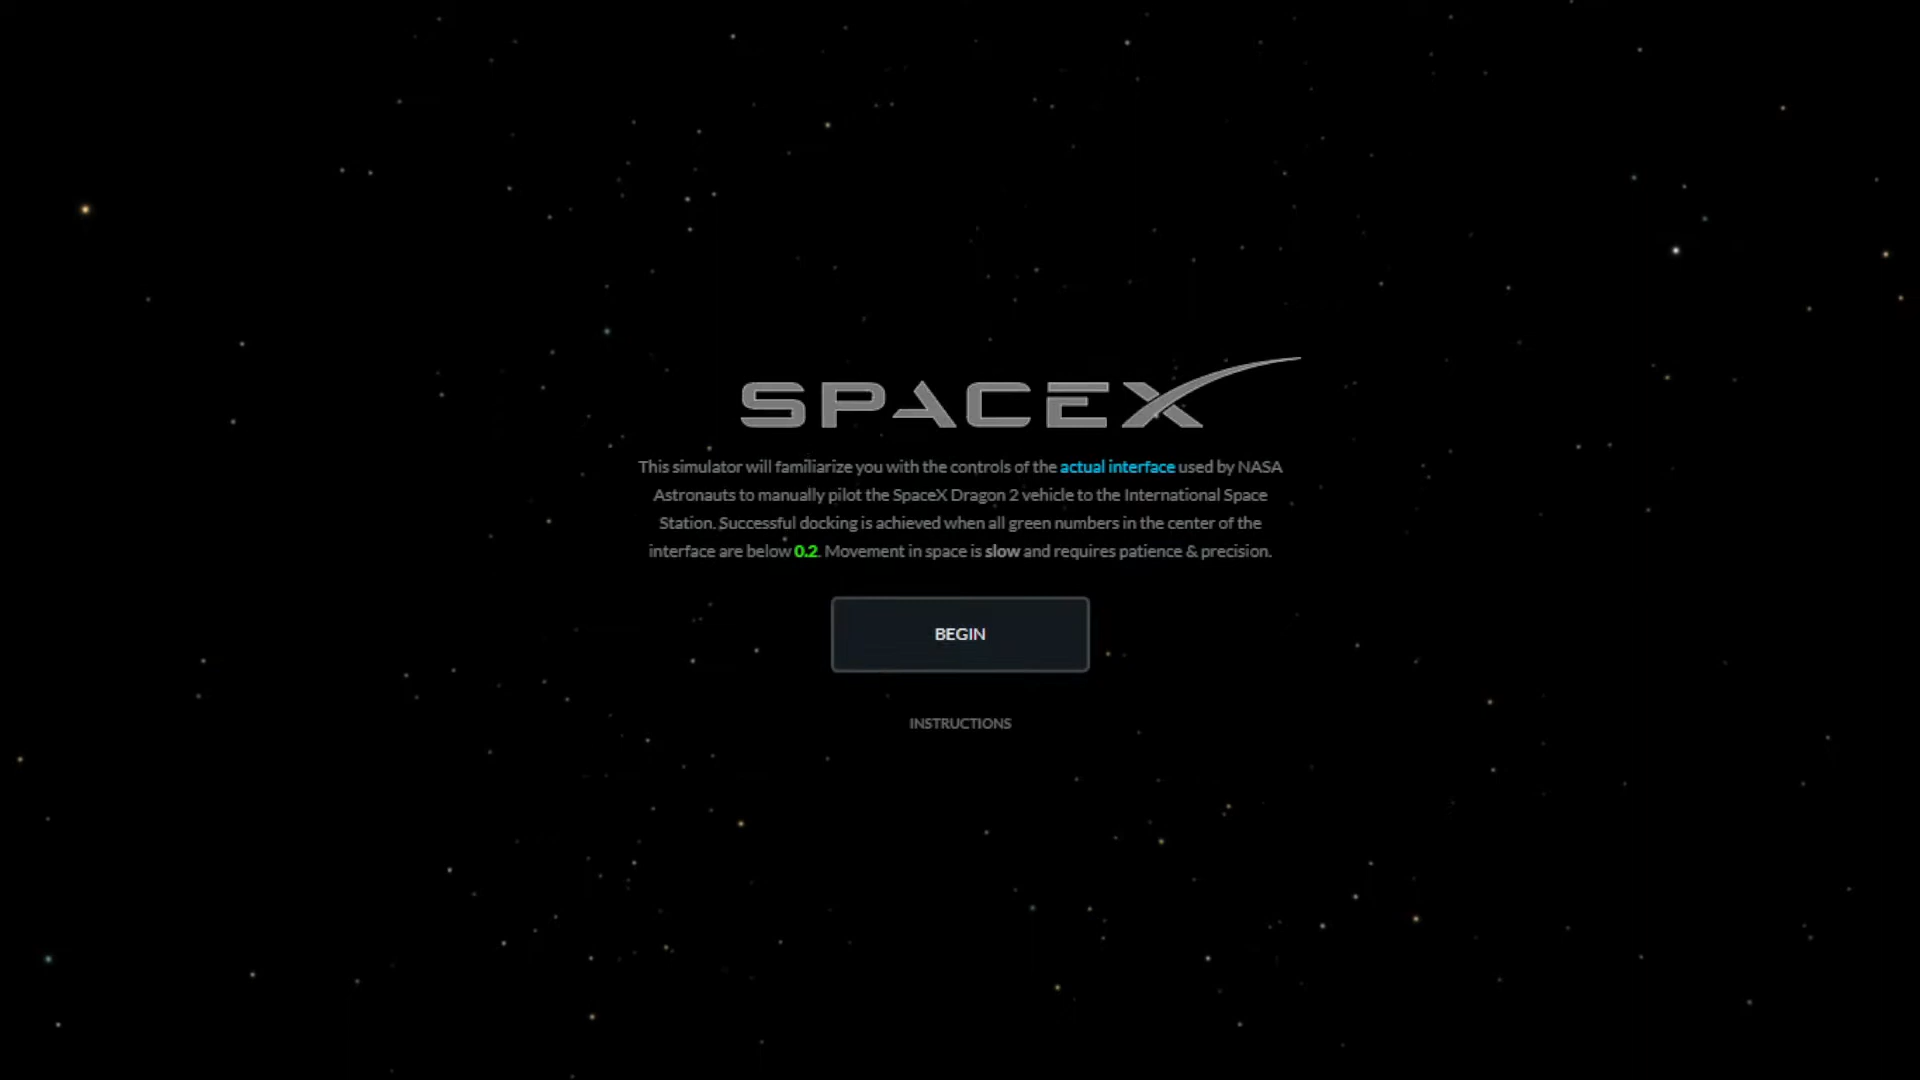 SPACEX
This simulator will familiarize you with the controls of the actual interface used by NASA
Astronauts to manually pilot the SpaceX Dragon 2 vehicle to the International Space
Station. Successful docking is achieved when all green numbers in the center of the
interface are below 0.2. Movement in space is slow and requires patience & precision.
BEGIN
INSTRUCTIONS